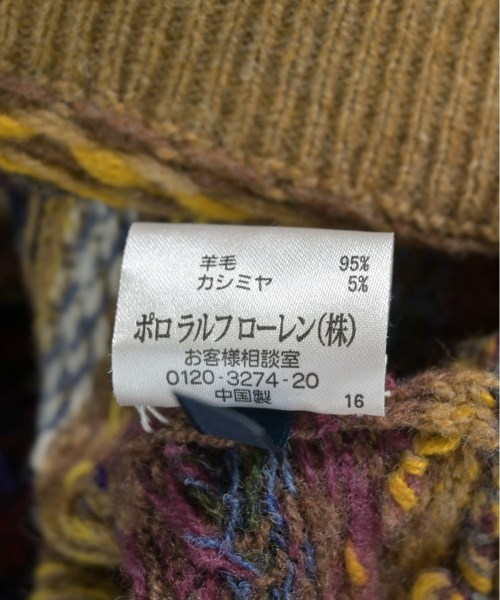 羊毛 95%
カシミヤ 5%
ポロ ラルフ ローレン(株)
お客様相談室
0120-3274-20
中国製 16